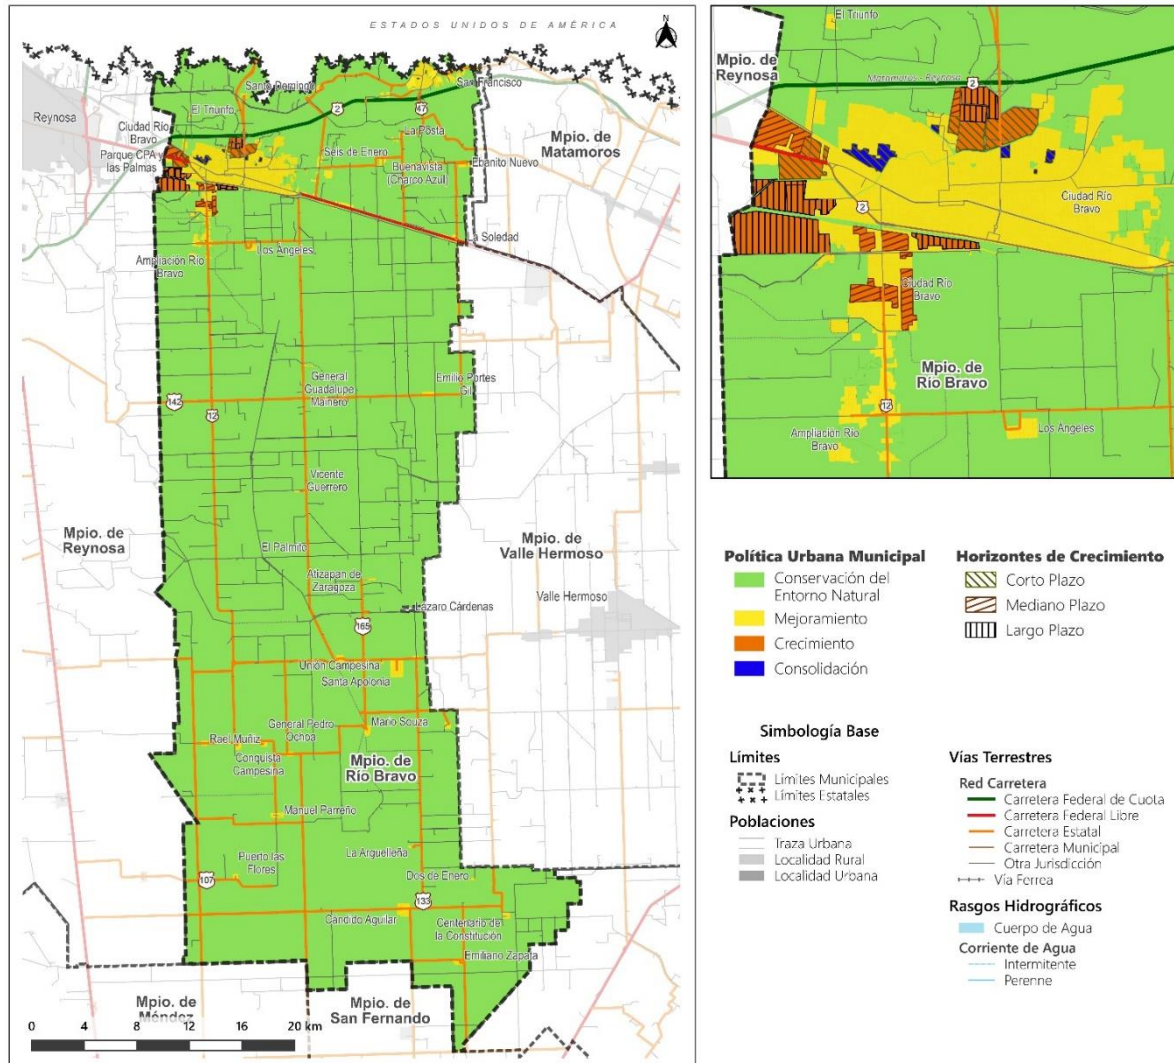 ESTADOS UNIDOS DE AMÉRICA
N
San Francisco
Santo Domingo
2
47
El Triunfo
Reynosa
Ciudad Río
Bravo
La Posta
Mpio. de
Matamoros
Seis de Enero
Parque CPA y
las Palmas
Ebanito Nuevo
Buenavista
(Charco Azul)
La Soledad
Los Angeles
Ampliación Río
Bravo
General
Guadalupe
Mainero
Emilio Portes
Gil
142
12
Vicente
Guerrero
Mpio. de
Reynosa
El Palmito
Mpio. de
Valle Hermoso
Atizapan de
Zaragoza
Valle Hermoso
Lázaro Cárdenas
165
Unión Campesina
Santa Apolonia
General Pedro
Ochoa
Mario Souza
Rael Muñiz
Conquista
Campesina
Mpio. de
Río Bravo
Manuel Parreño
La Arguelleña
Puerto las
Flores
Dos de Enero
107
133
Candido Aguilar
Centenario de
la Constitución
Emiliano Zapata
Mpio. de
Méndez
Mpio. de
San Fernando
0 4 8 12 16 20 km
El Triunfo
Mpio. de
Reynosa
Matamoros - Reynosa
2
Ciudad Río
Bravo
2
Ciudad Río
Bravo
Mpio. de
Río Bravo
12
Ampliación Río
Bravo
Los Angeles
Política Urbana Municipal
Conservación del
Entorno Natural
Mejoramiento
Crecimiento
Consolidación
Horizontes de Crecimiento
Corto Plazo
Mediano Plazo
Largo Plazo
Simbología Base
Límites
Límites Municipales
Límites Estatales
Poblaciones
Traza Urbana
Localidad Rural
Localidad Urbana
Vías Terrestres
Red Carretera
Carretera Federal de Cuota
Carretera Federal Libre
Carretera Estatal
Carretera Municipal
Otra Jurisdicción
Vía Ferrea
Rasgos Hidrográficos
Cuerpo de Agua
Corriente de Agua
Intermitente
Perenne